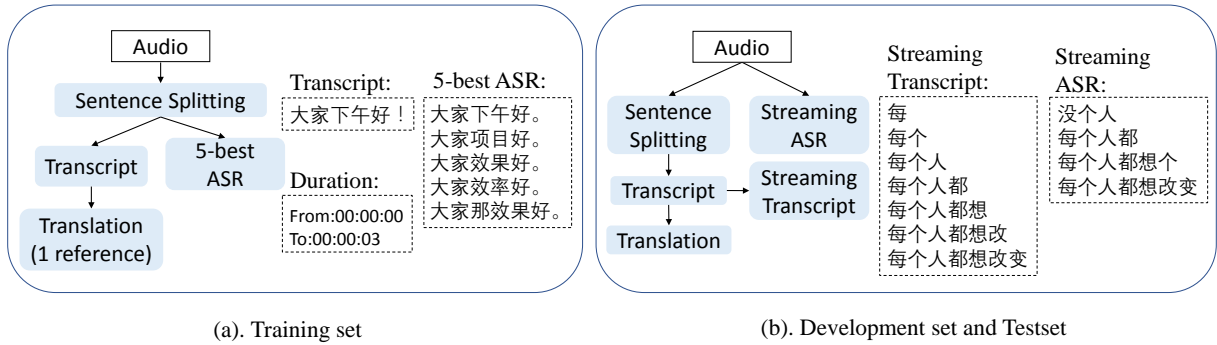 Audio
Sentence Splitting
Transcript
5-best
ASR
Translation
(1 reference)
Transcript:
大家下午好！
Duration:
From:00:00:00
To:00:00:03
5-best ASR:
大家下午好。
大家项目好。
大家效果好。
大家效率好。
大家那效果好。
(a). Training set
Audio
Sentence
Splitting
Streaming
ASR
Transcript
Streaming
Transcript
Translation
Streaming
Transcript:
每
每个
每个人
每个人都
每个人都想
每个人都想改
每个人都想改变
Streaming
ASR:
没个人
每个人都
每个人都想个
每个人都想改变
(b). Development set and Testset